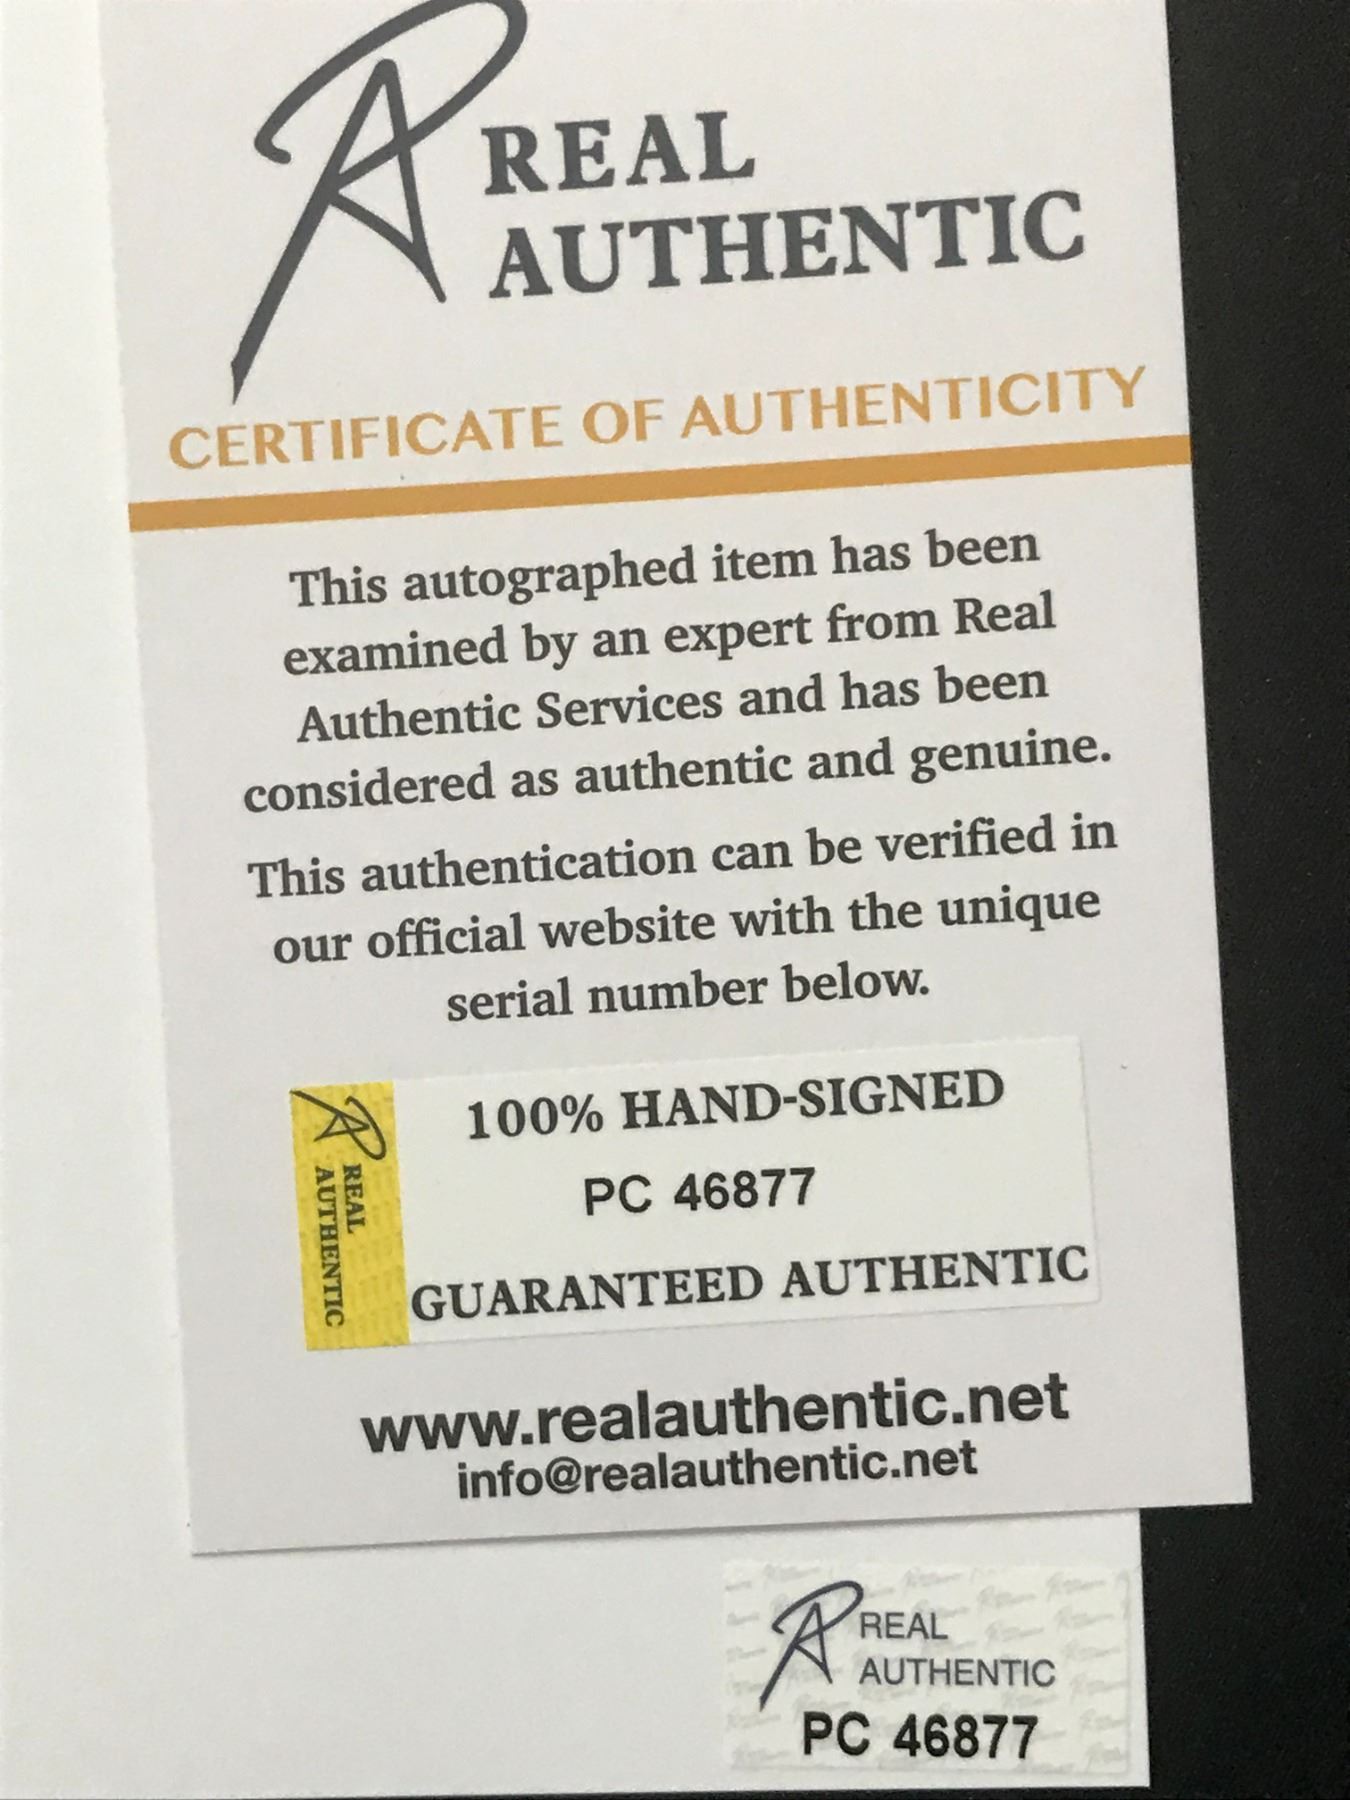 REAL
AUTHENTIC
CERTIFICATE OF AUTHENTICITY
This autographed item has been
examined by an expert from Real
Authentic Services and has been
considered as authentic and genuine.
This authentication can be verified in
our official website with the unique
serial number below.
REAL
AUTHENTIC
100% HAND-SIGNED
PC 46877
GUARANTEED AUTHENTIC
www.realauthentic.net
info@realauthentic.net
REAL
AUTHENTIC
PC 46877